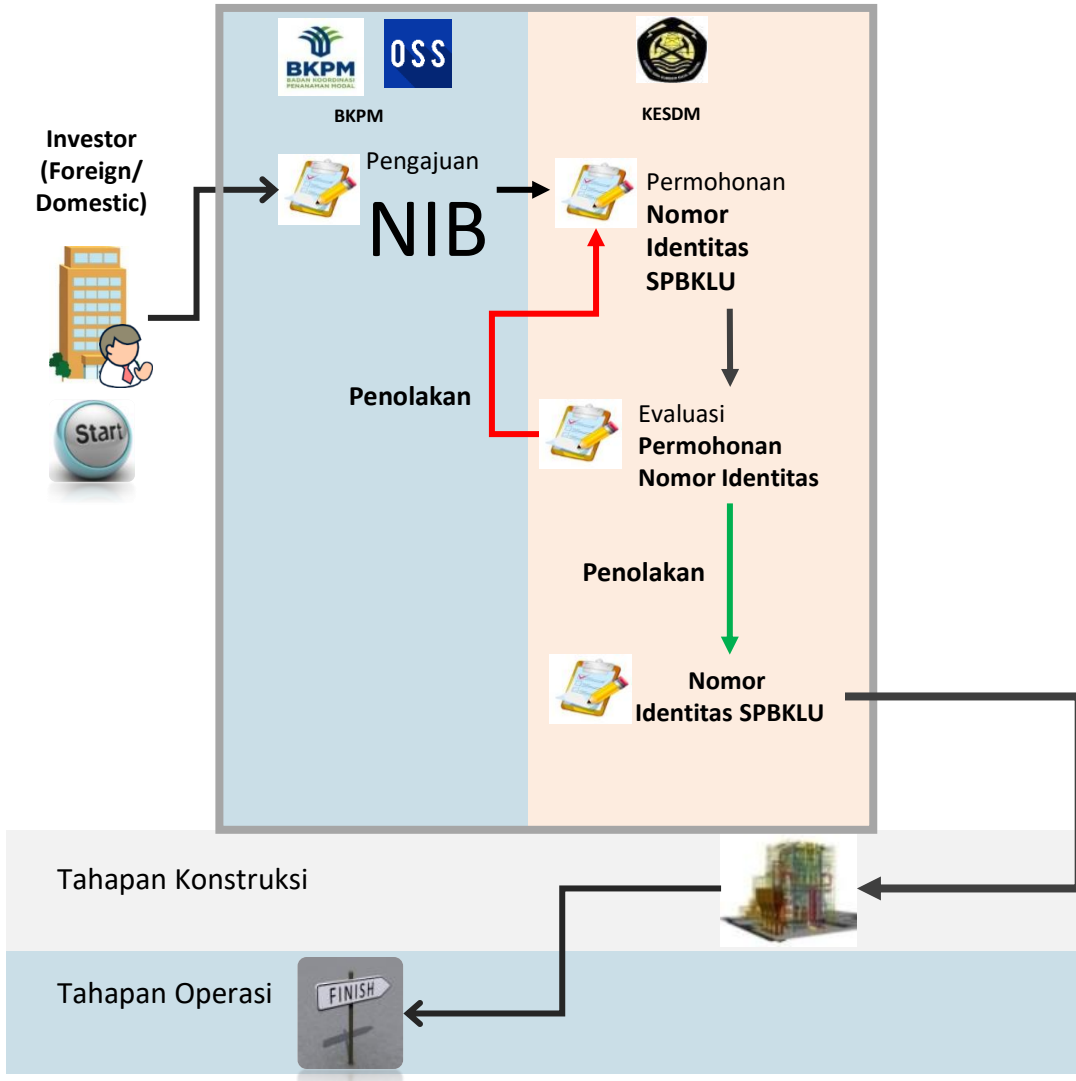 BKPM
BADAN KOORDINASI
PENANAMAN MODAL
OSS
BKPM
KESDM
Investor
(Foreign/
Domestic)
Start
Pengajuan
NIB
Permohonan
Nomor
Identitas
SPBKLU
Penolakan
Evaluasi
Permohonan
Nomor Identitas
Penolakan
Nomor
Identitas SPBKLU
Tahapan Konstruksi
Tahapan Operasi
FINISH